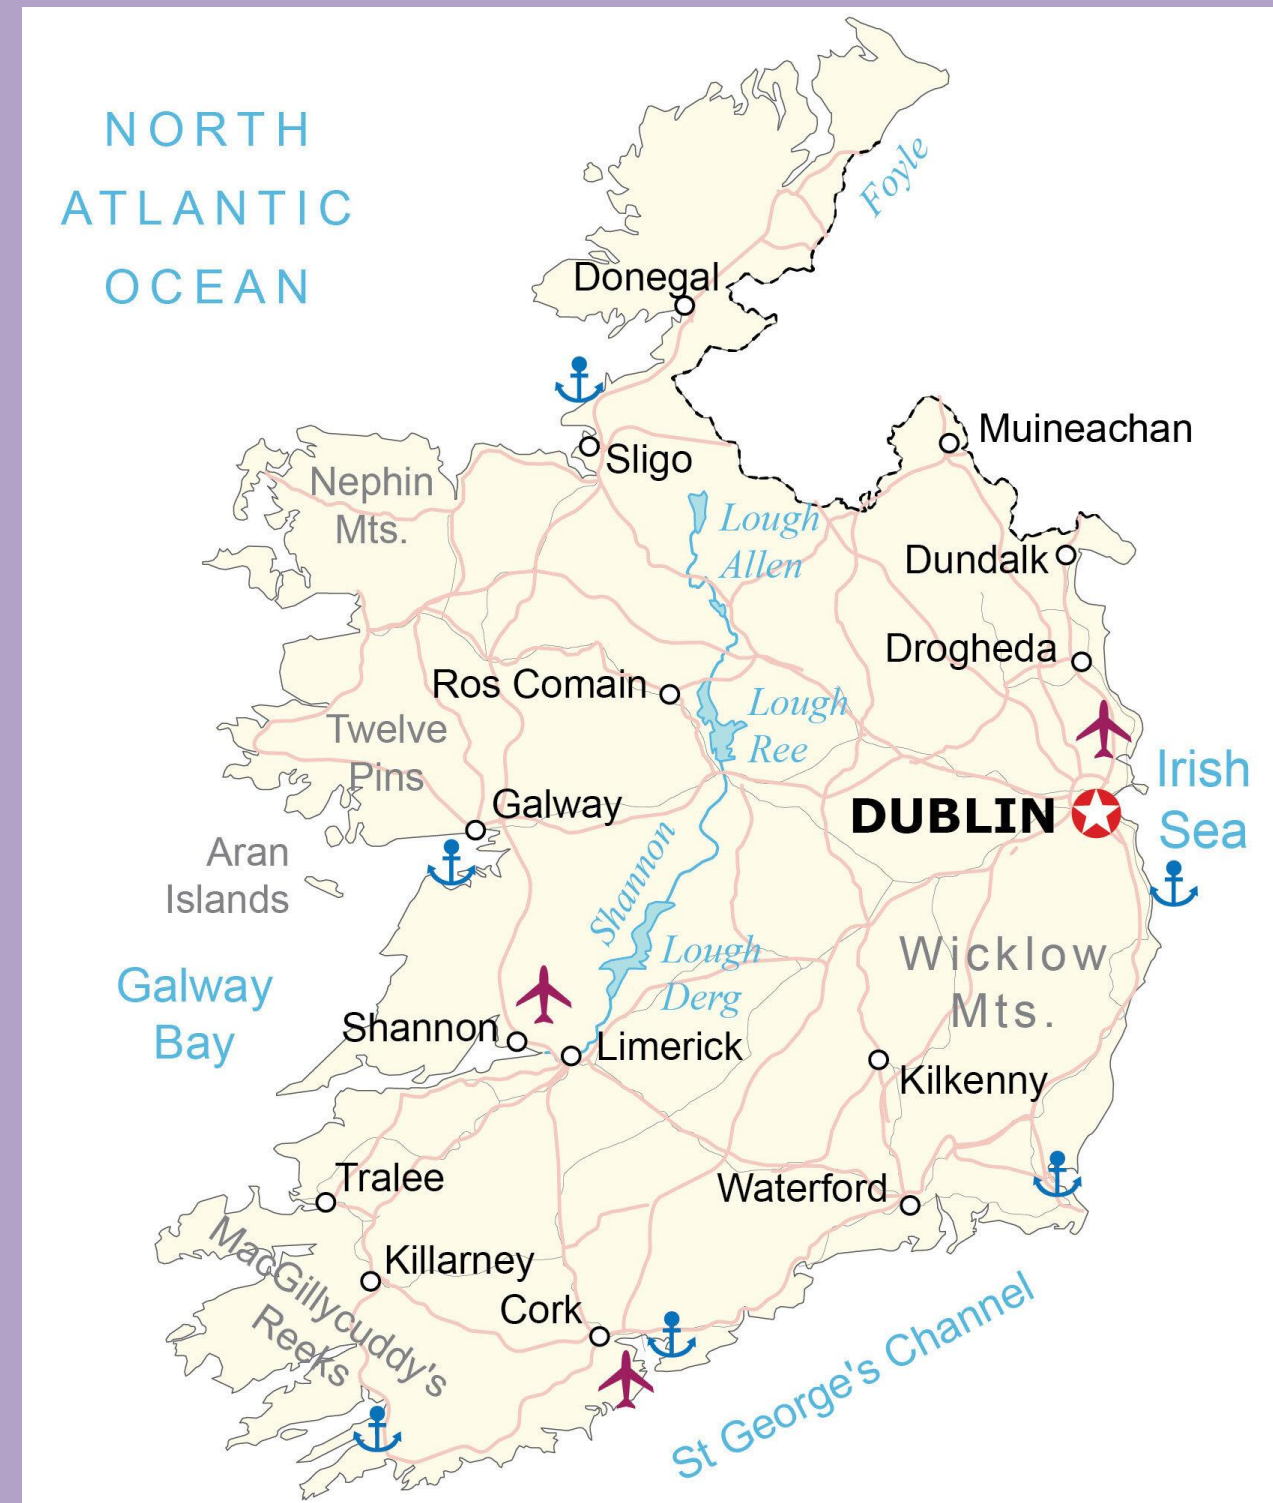 NORTH
ATLANTIC
OCEAN
Foyle
Donegal
Muineachan
Sligo
Nephin
Mts.
Lough
Allen
Dundalk
Drogheda
Ros Comain
Lough
Ree
Twelve
Pins
Irish
Sea
Galway
DUBLIN
Aran
Islands
Shannon
Lough
Derg
Wicklow
Mts.
Galway
Bay
Shannon
Limerick
Kilkenny
Tralee
Waterford
MacGillycuddy's
Reeks
Killarney
Cork
St George's Channel